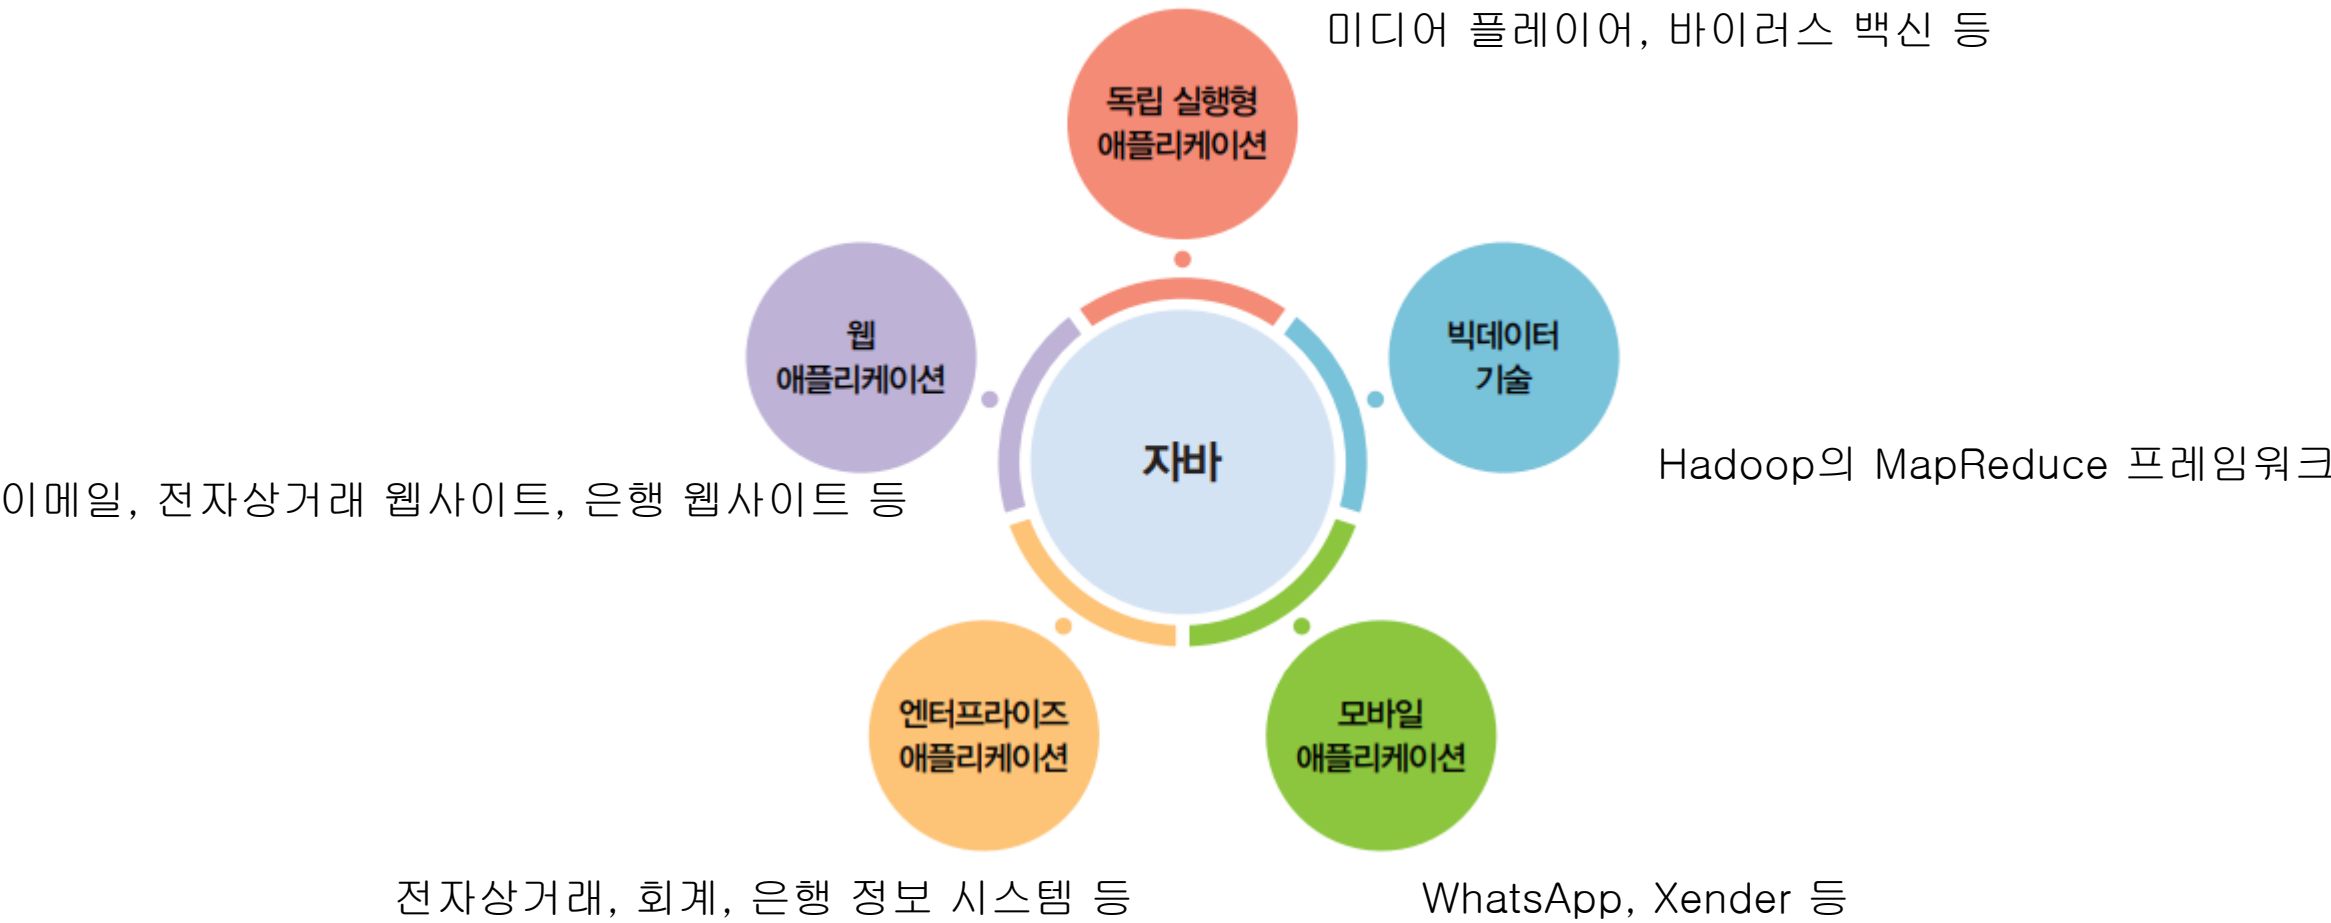 미디어 플레이어, 바이러스 백신 등
독립 실행형
애플리케이션
웹
애플리케이션
빅데이터
기술
자바
Hadoop의 MapReduce 프레임워크
이메일, 전자상거래 웹사이트, 은행 웹사이트 등
엔터프라이즈
애플리케이션
모바일
애플리케이션
전자상거래, 회계, 은행 정보 시스템 등
WhatsApp, Xender 등